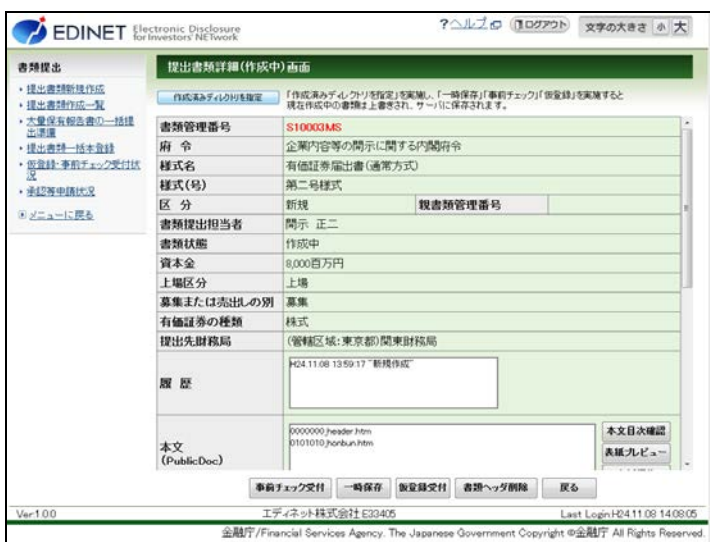 EDINET Electronic Disclosure for Investors' NETwork
?ヘルプ ログアウト 文字の大きさ 小 大
書類提出
・提出書類新規作成
・提出書類作成一覧
・大量保有報告書の一括提出準備
・提出書類一括本登録
・仮登録・事前チェック受付状況
・承認等申請状況
メニューに戻る
提出書類詳細(作成中)画面
作成済みディレクトリを指定 「作成済みディレクトリを指定」を実施し、「一時保存」「事前チェック」「仮登録」を実施すると
現在作成中の書類は上書きされ、サーバに保存されます。
書類管理番号 S10003MS
府 令 企業内容等の開示に関する内閣府令
様式名 有価証券届出書(通常方式)
様式(号) 第二号様式
区 分 新規 親書類管理番号
書類提出担当者 開示 正二
書類状態 作成中
資本金 8,000百万円
上場区分 上場
募集または売出しの別 募集
有価証券の種類 株式
提出先財務局 (管轄区域:東京都)関東財務局
履 歴 H24.11.08 13:59:17 "新規作成"
本文
(PublicDoc)
0000000_header.htm
0101010_honbun.htm
本文目次確認
表紙プレビュー
事前チェック受付 一時保存 仮登録受付 書類ヘッダ削除 戻る
Ver.1.0.0 エディネット株式会社:E33405 Last Login:H24.11.08 14:08:05
金融庁/Financial Services Agency. The Japanese Government Copyright ©金融庁 All Rights Reserved.